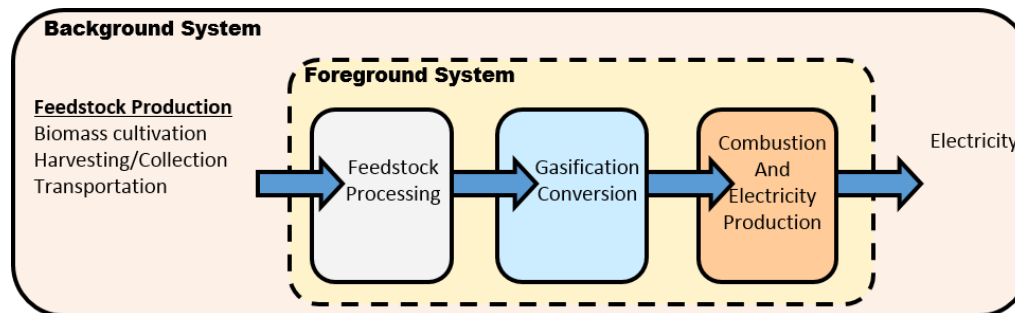 Background System
Foreground System
Feedstock Production
Biomass cultivation
Harvesting/Collection
Transportation
Feedstock
Processing
Gasification
Conversion
Combustion
And
Electricity
Production
Electricity